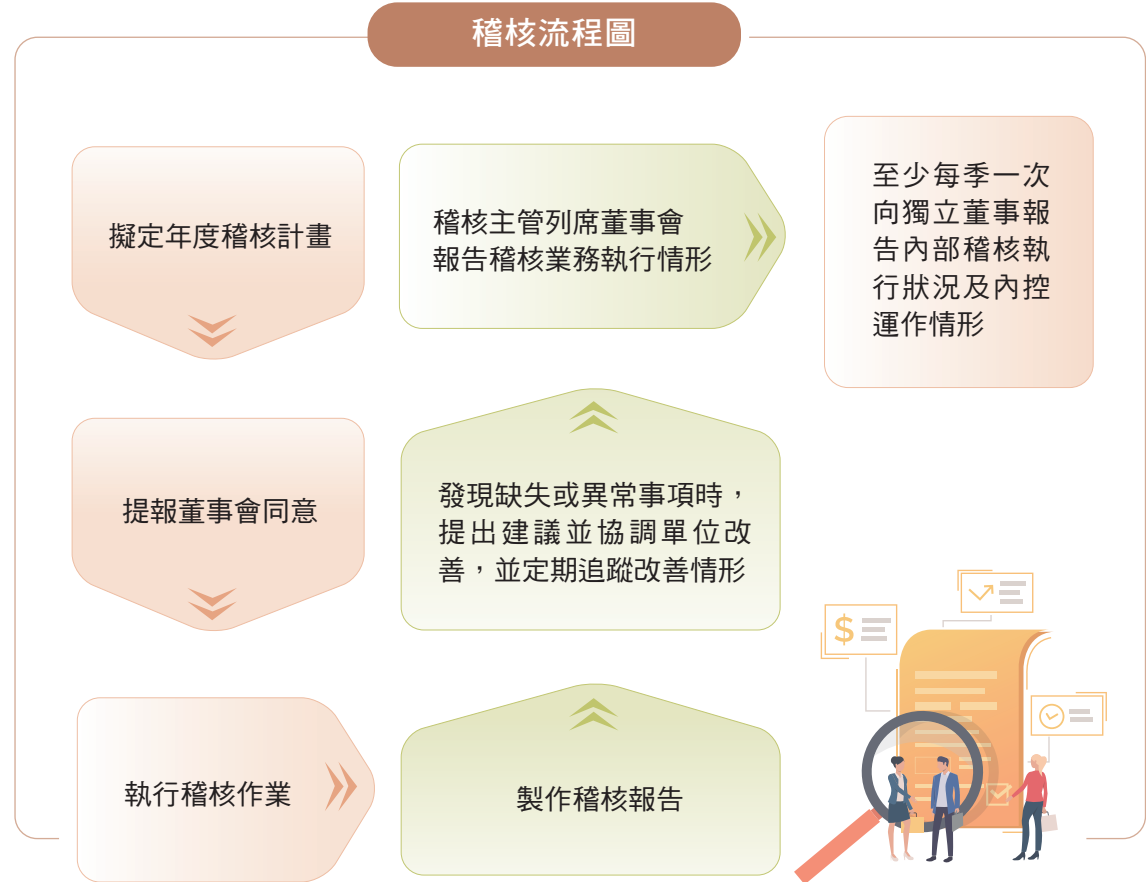 稽核流程圖
擬定年度稽核計畫
稽核主管列席董事會
報告稽核業務執行情形
至少每季一次
向獨立董事報
告內部稽核執
行狀況及內控
運作情形
提報董事會同意
發現缺失或異常事項時，
提出建議並協調單位改
善，並定期追蹤改善情形
$
執行稽核作業
製作稽核報告